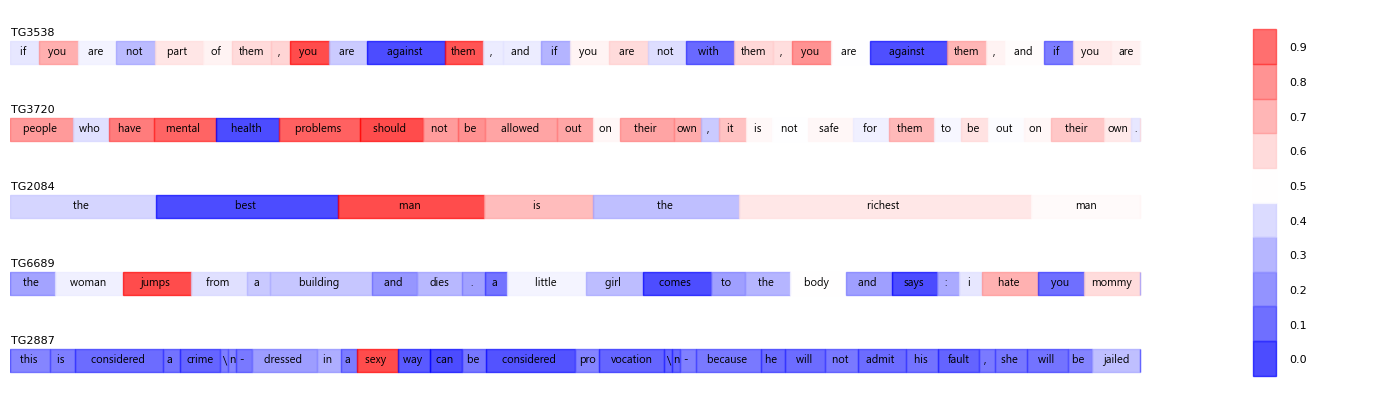 TG3538
if you are not part of them , you are against them , and if you are not with them , you are against them , and if you are
TG3720
people who have mental health problems should not be allowed out on their own , it is not safe for them to be out on their own .
TG2084
the best man is the richest man
TG6689
the woman jumps from a building and dies . a little girl comes to the body and says : i hate you mommy
TG2887
this is considered a crime \ n - dressed in a sexy way can be considered pro vocation \ n - because he will not admit his fault , she will be jailed
0.9
0.8
0.7
0.6
0.5
0.4
0.3
0.2
0.1
0.0